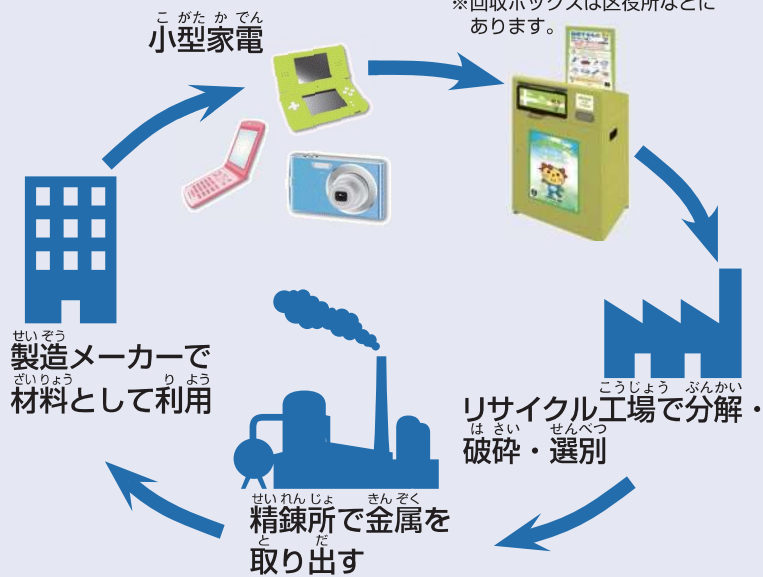 ※回収ボックスは区役所などに
あります。
こがたかでん
小型家電
せいぞう
製造メーカーで
ざいりょう りよう
材料として利用
こうじょう ぶんかい
リサイクル工場で分解・
はさい せんべつ
破砕・選別
せいれんじょ きんぞく
精錬所で金属を
と だ
取り出す